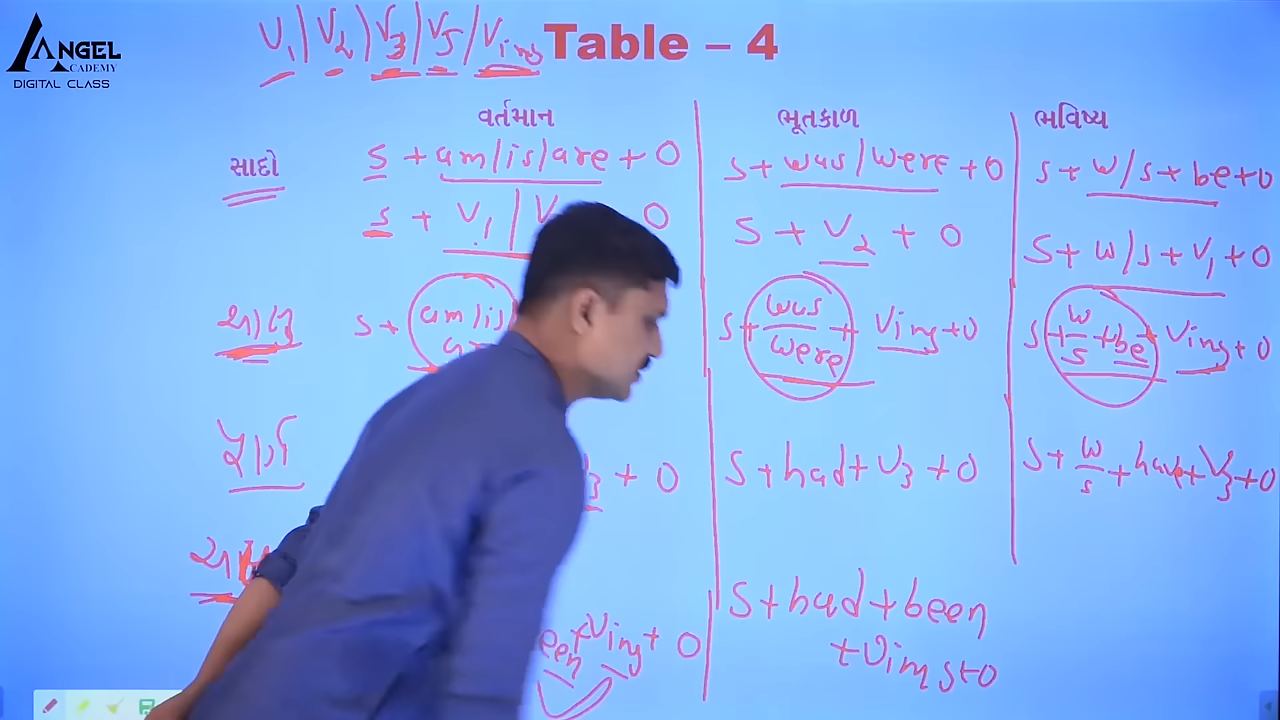 ANGEL
ACADEMY
DIGITAL CLASS
V1 | V2 | V3 | V5 | Ving Table – 4
વર્તમાન ભૂતકાળ ભવિષ્ય
સાદો S + am/is/are + O S + was/were + O S + w/s + be + O
S + V1 | V O S + V2 + O S + w/s + V1 + O
ચાલુ S + am/is S + was/were + Ving + O S + w/s + be + Ving + O
પૂર્ણ 3 + O S + had + V3 + O S + w/s + have + V3 + O
een + Ving + O S + had + been
+ Ving + O